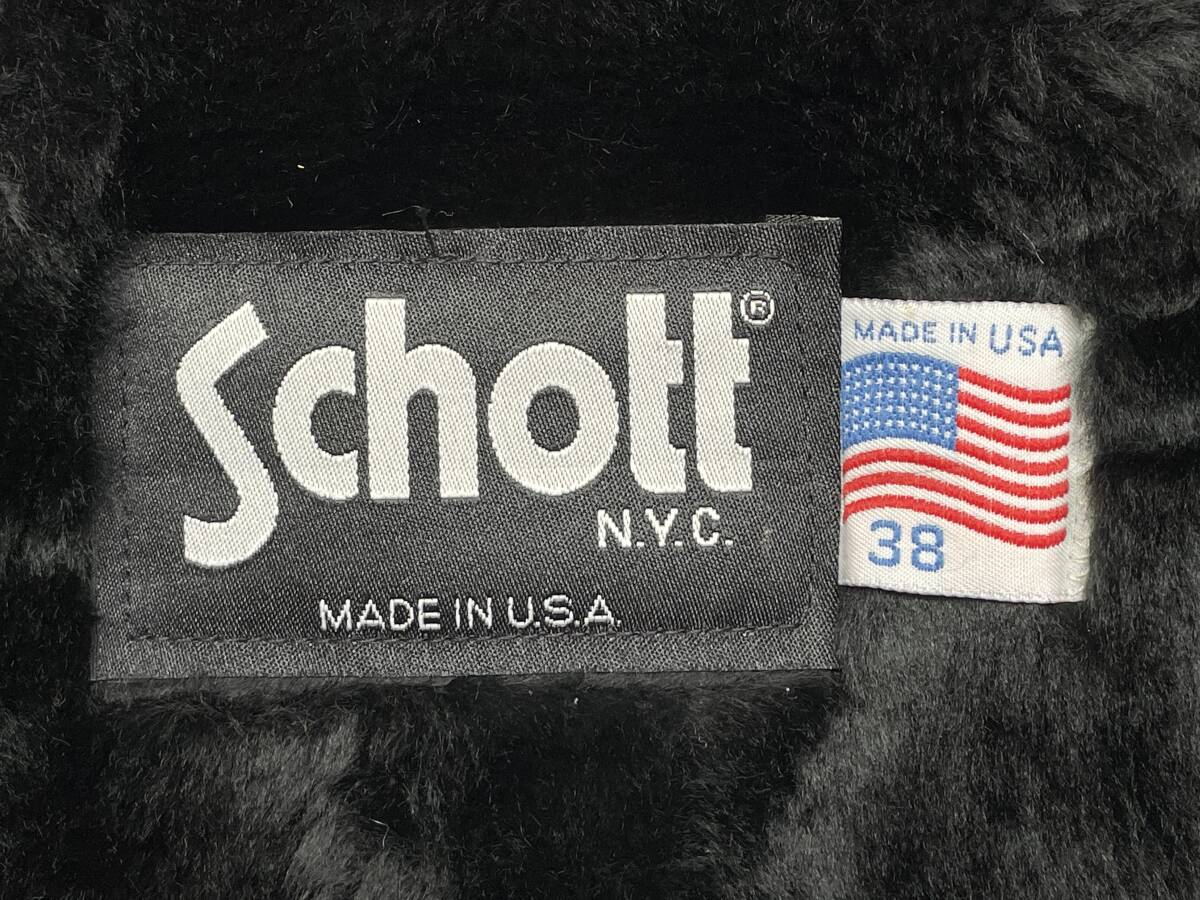 Schott®
N.Y.C.
MADE IN U.S.A.
MADE IN USA
38